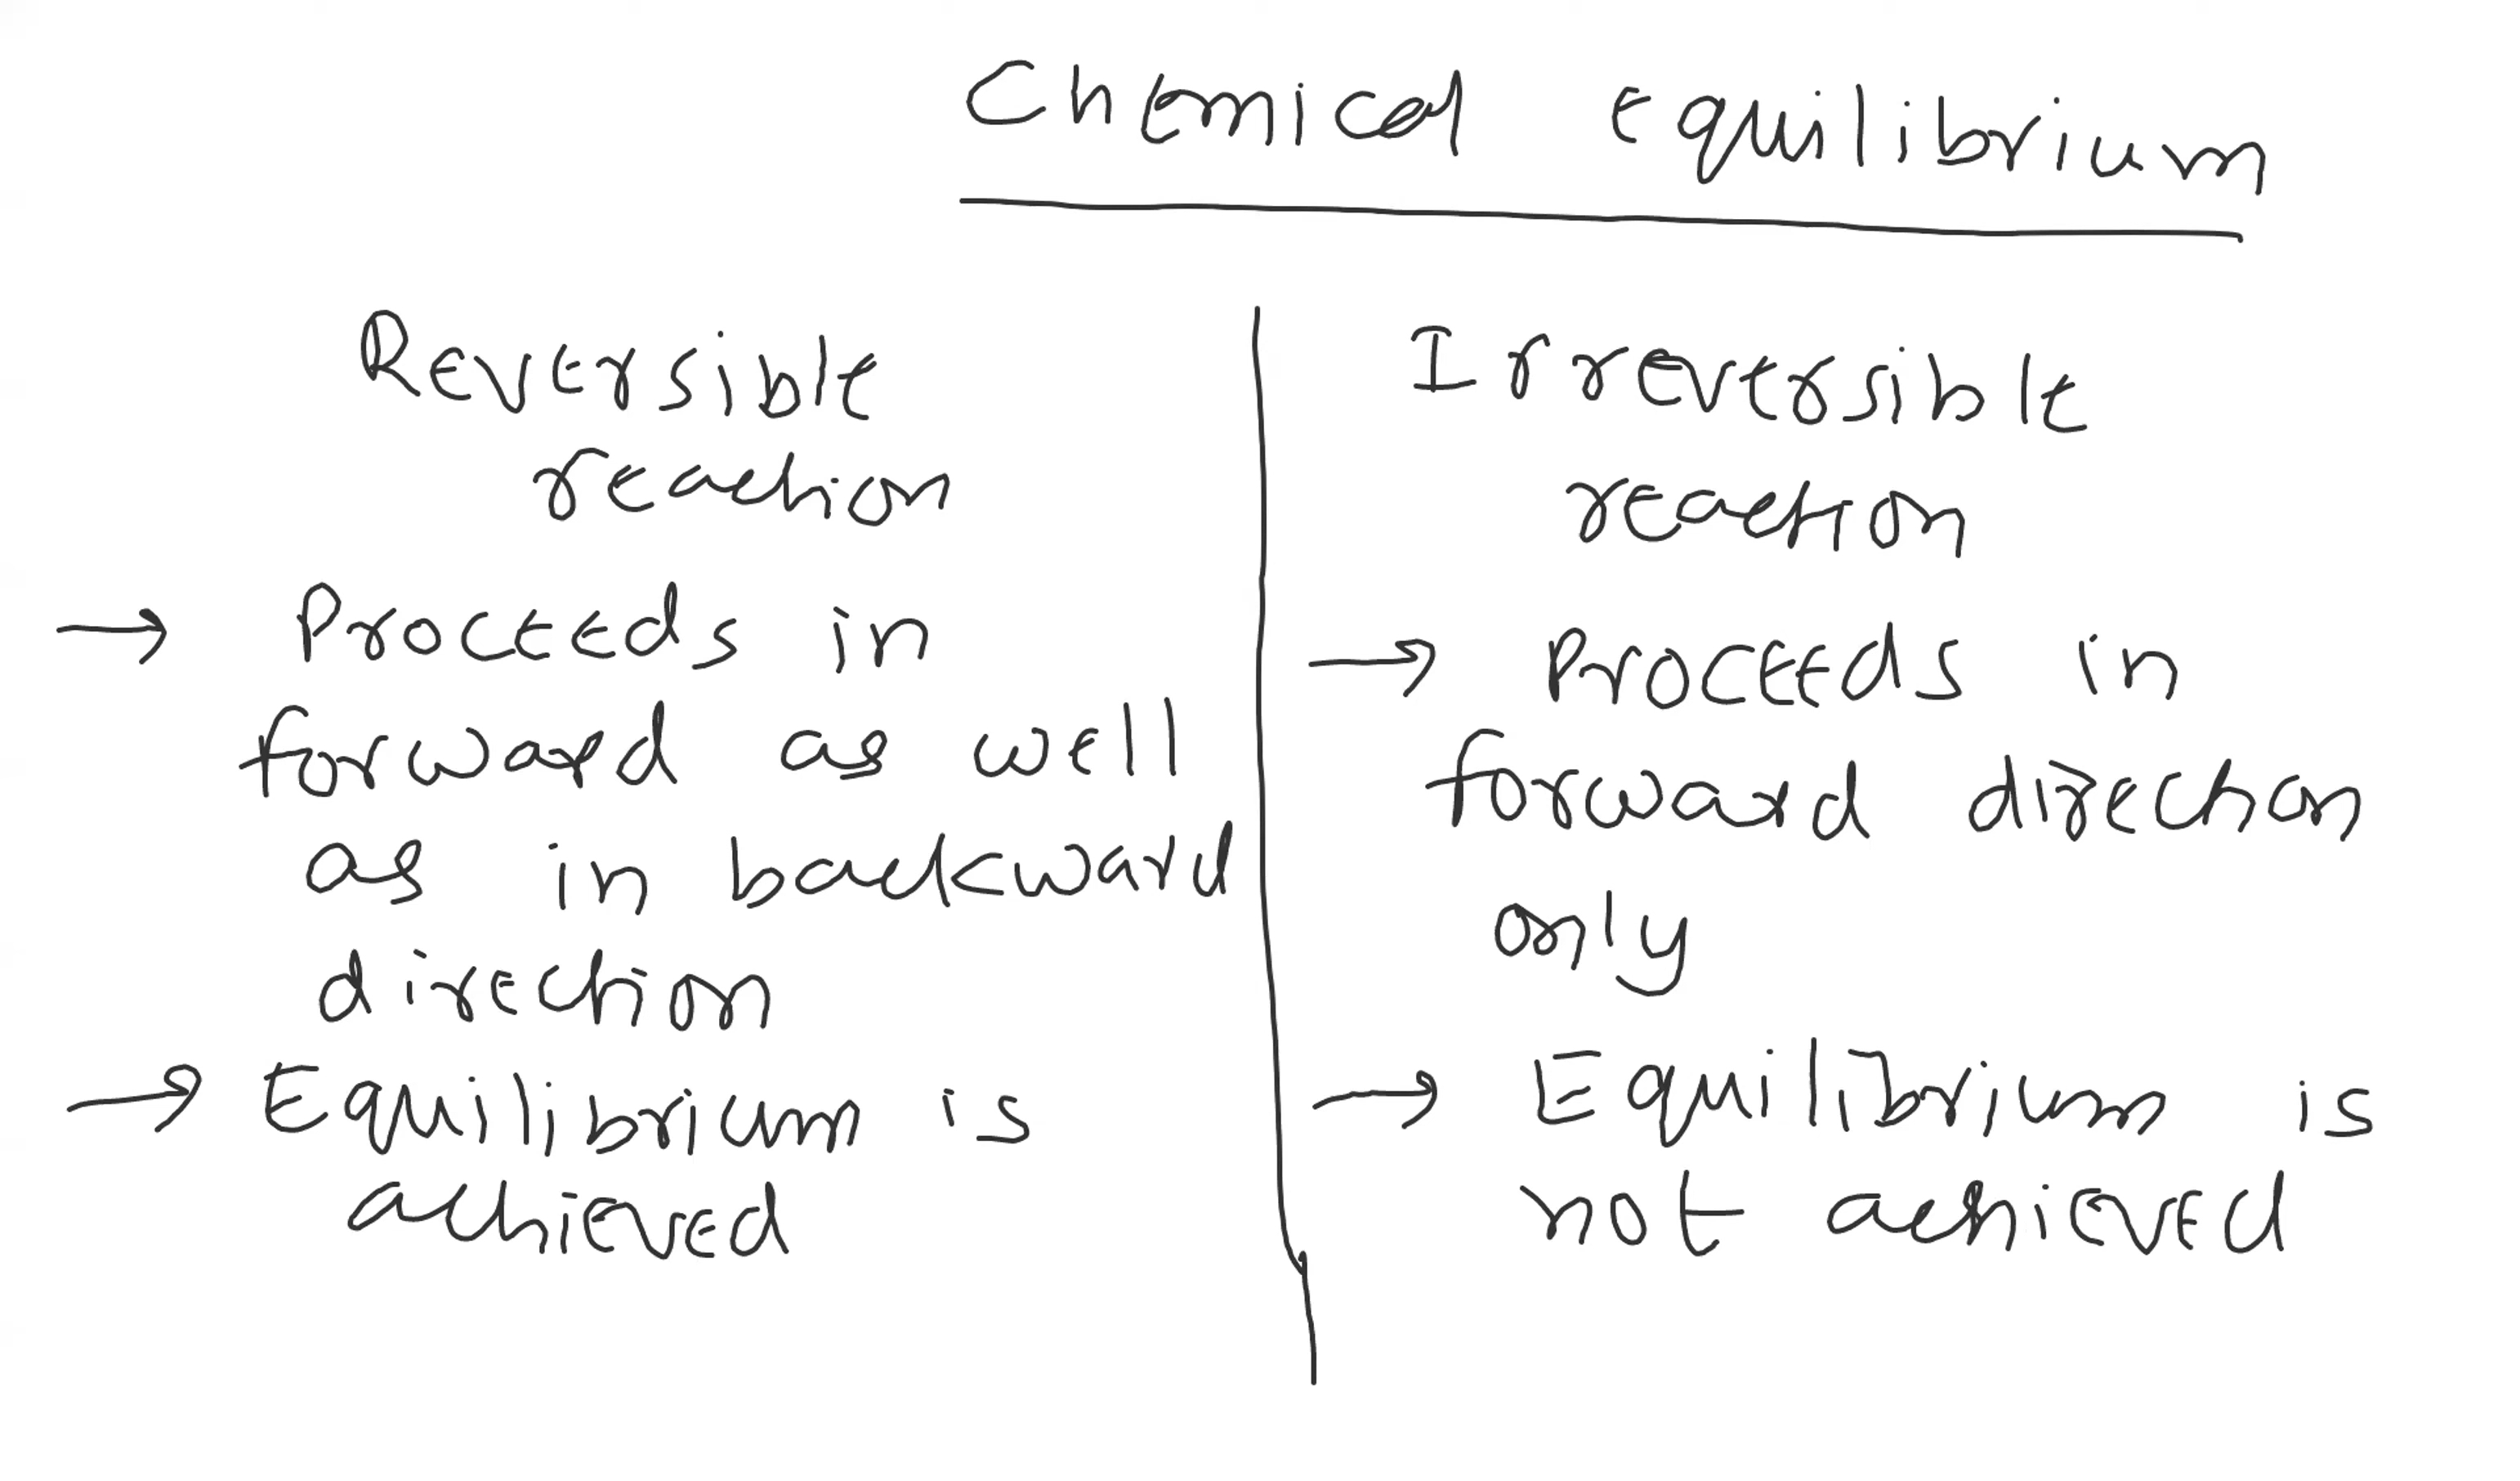 Chemical Equilibrium
Reversible
reaction
→ Proceeds in
forward as well
as in backward
direction
→ Equilibrium is
achieved
Irreversible
reaction
→ Proceeds in
forward direction
only
→ Equilibrium is
not achieved